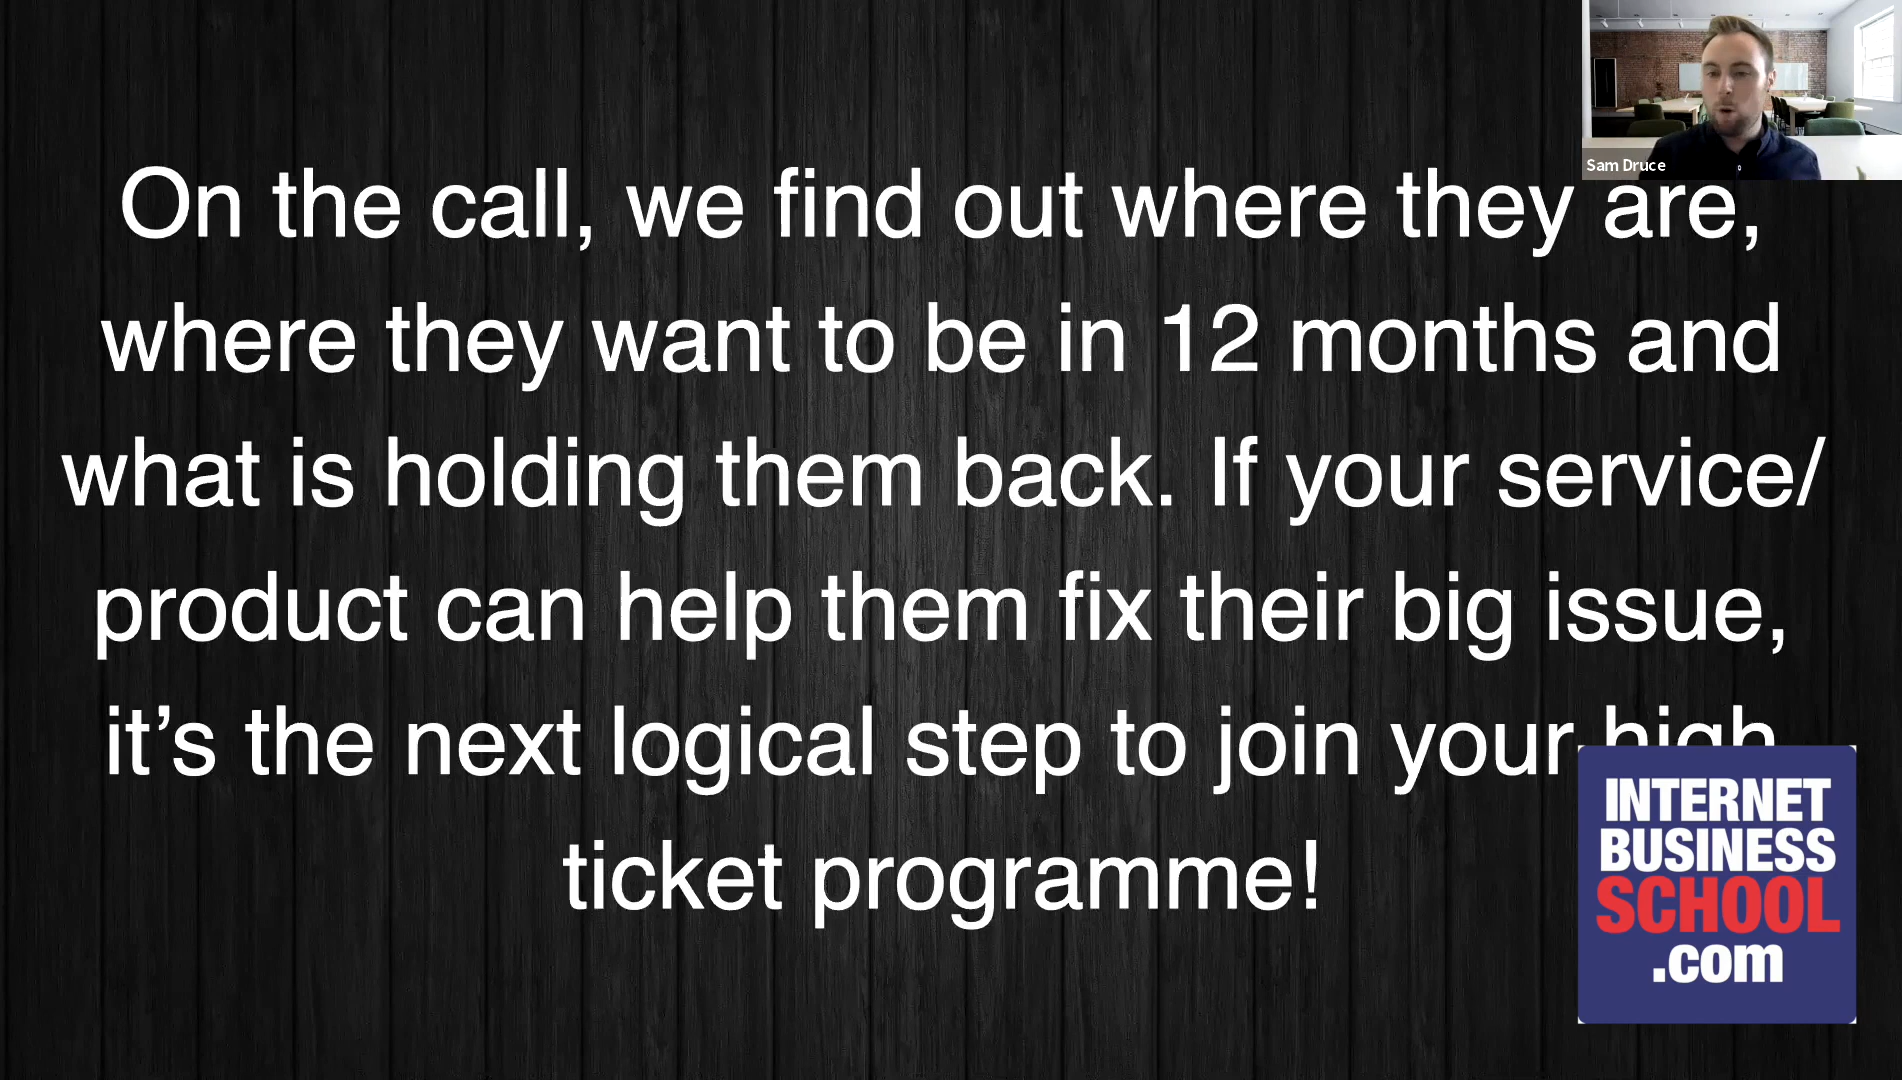 Sam Druce
On the call, we find out where they are,
where they want to be in 12 months and
what is holding them back. If your service/
product can help them fix their big issue,
it’s the next logical step to join your high
ticket programme!
INTERNET
BUSINESS
SCHOOL
.com